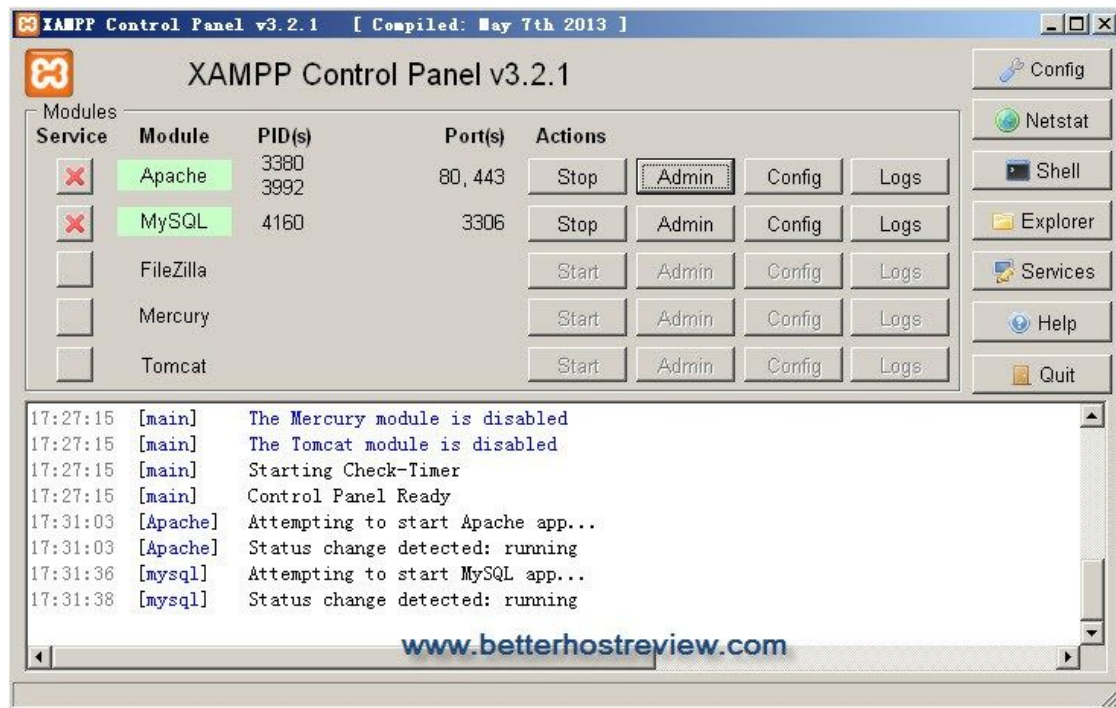 XAMPP Control Panel v3.2.1 [ Compiled: May 7th 2013 ]
XAMPP Control Panel v3.2.1
Config
Modules
Netstat
Service Module PID(s) Port(s) Actions
Apache 3380 3992 80, 443 Stop Admin Config Logs
Shell
MySQL 4160 3306 Stop Admin Config Logs
Explorer
FileZilla Start Admin Config Logs
Services
Mercury Start Admin Config Logs
Help
Tomcat Start Admin Config Logs
Quit
17:27:15 [main] The Mercury module is disabled
17:27:15 [main] The Tomcat module is disabled
17:27:15 [main] Starting Check-Timer
17:27:15 [main] Control Panel Ready
17:31:03 [Apache] Attempting to start Apache app...
17:31:03 [Apache] Status change detected: running
17:31:36 [mysql] Attempting to start MySQL app...
17:31:38 [mysql] Status change detected: running
www.betterhostreview.com